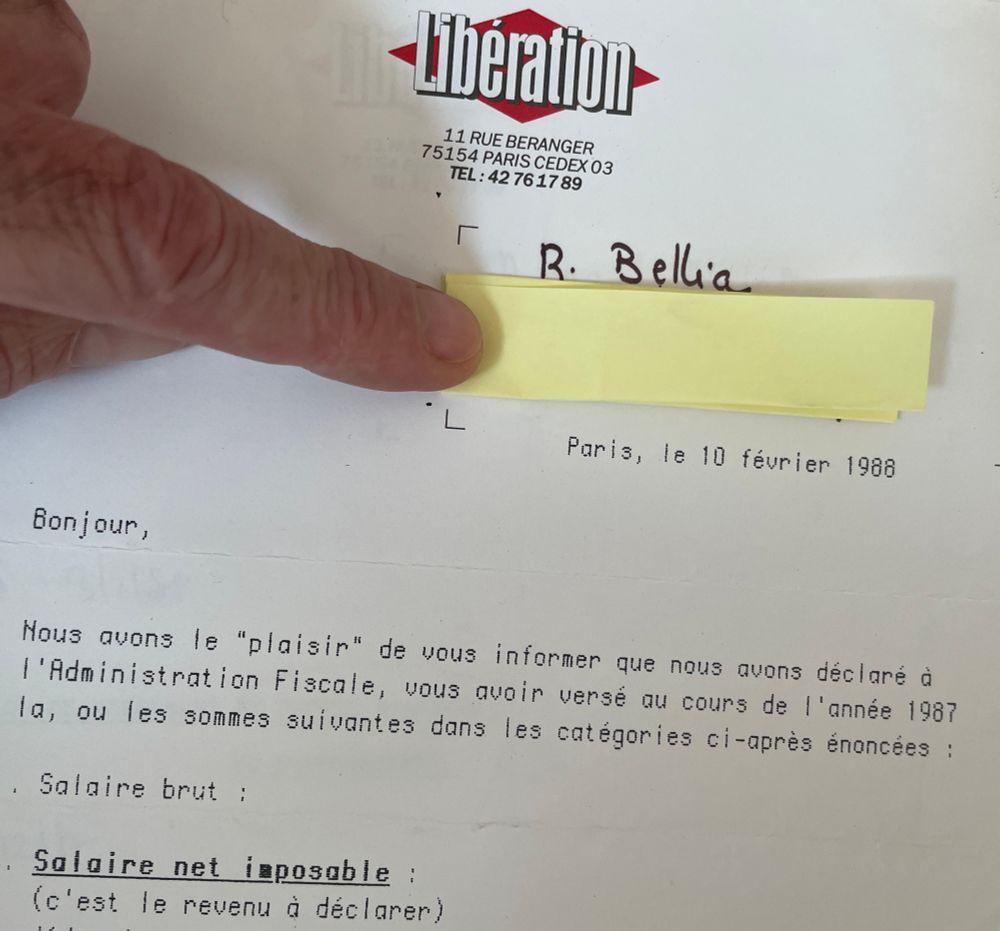 Libération
11 RUE BERANGER
75154 PARIS CEDEX 03
TEL : 42 76 17 89
R. Bellia
Paris, le 10 février 1988
Bonjour,
Nous avons le "plaisir" de vous informer que nous avons déclaré à
l'Administration Fiscale, vous avoir versé au cours de l'année 1987
la, ou les sommes suivantes dans les catégories ci-après énoncées :
. Salaire brut :
. Salaire net imposable :
(c'est le revenu à déclarer)